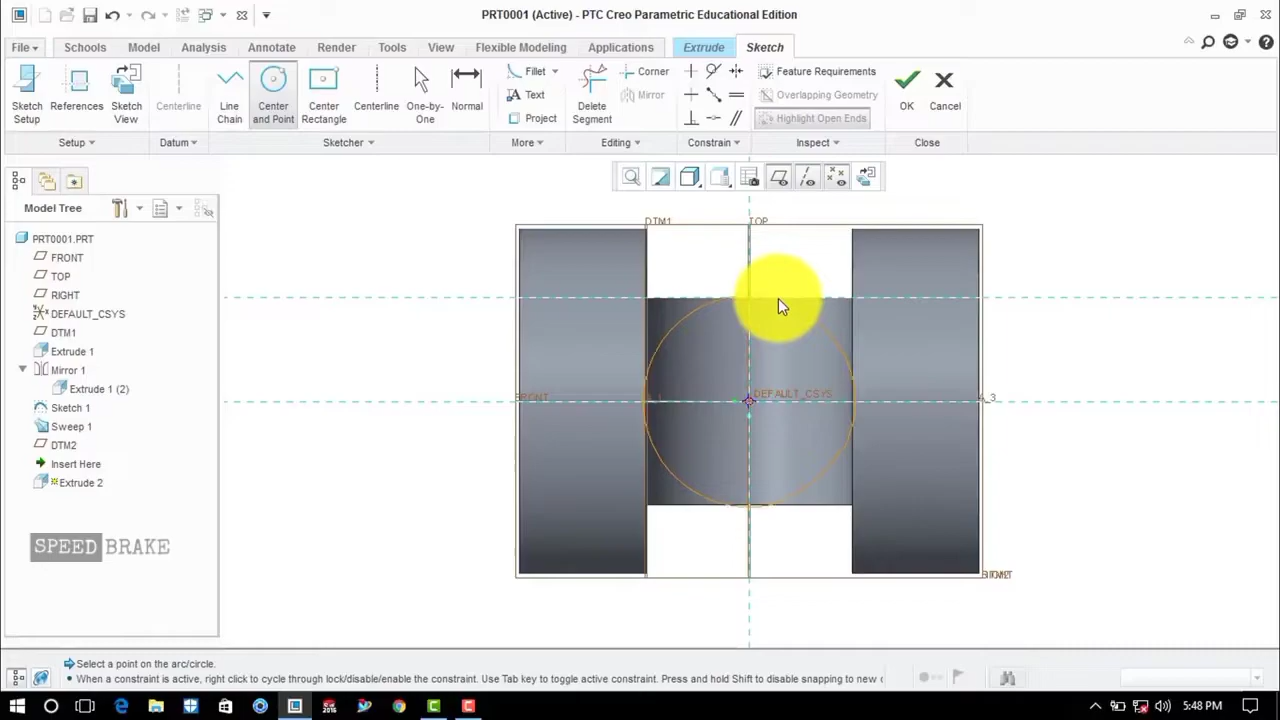 PRT0001 (Active) - PTC Creo Parametric Educational Edition
File Schools Model Analysis Annotate Render Tools View Flexible Modeling Applications Extrude Sketch
Sketch Setup References Sketch View Centerline Line Chain Center and Point Center Rectangle Centerline One-by-One Normal Delete Segment OK Cancel
Fillet Corner Feature Requirements
Text Mirror Overlapping Geometry
Project Highlight Open Ends
Setup Datum Sketcher More Editing Constrain Inspect Close
Model Tree
PRT0001.PRT
FRONT
TOP
RIGHT
DEFAULT_CSYS
DTM1
Extrude 1
Mirror 1
Extrude 1 (2)
Sketch 1
Sweep 1
DTM2
Insert Here
Extrude 2
SPEED BRAKE
DTM1 TOP
FRONT DEFAULT_CSYS A_3
Select a point on the arc/circle.
When a constraint is active, right click to cycle through lock/disable/enable the constraint. Use Tab key to toggle active constraint. Press and hold Shift to disable snapping to new c
5:48 PM